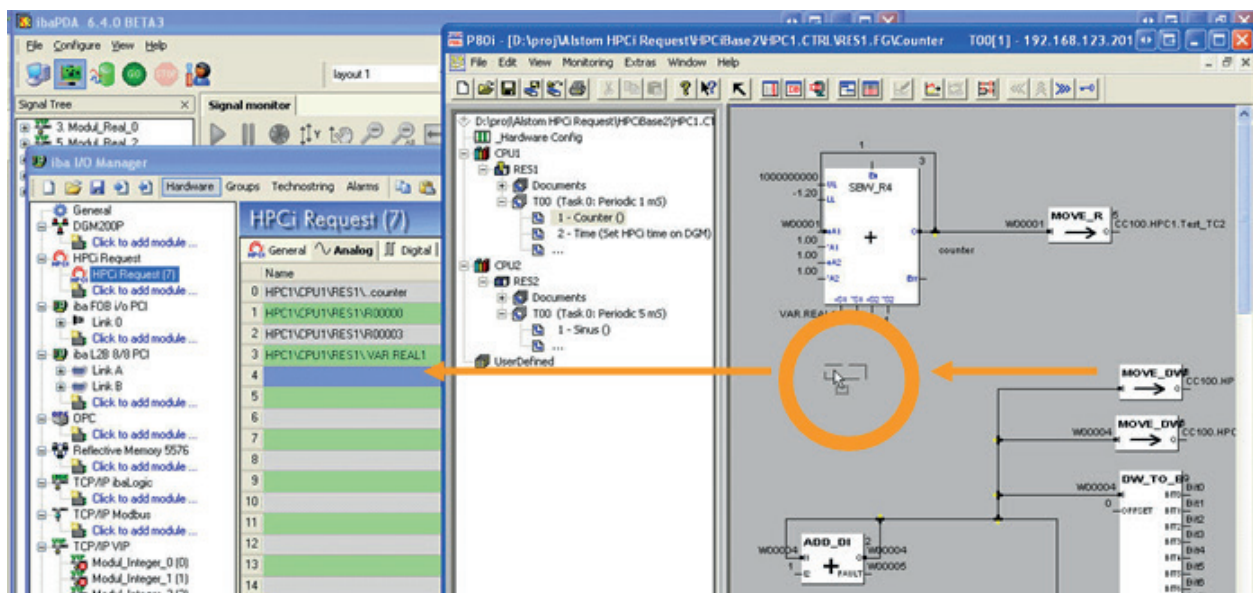 ibaPDA 6.4.0 BETA3
File Configure View Help
layout 1
Signal Tree
Signal monitor
3. Modul_Real_0
5. Modul_Real_2
iba I/O Manager
Hardware Groups Technostring Alarms
General
DGM200P
Click to add module ...
HPCi Request
HPCi Request (7)
Click to add module ...
iba FOB i/o PCI
Link 0
Click to add module ...
iba L2B 8/8 PCI
Link A
Link B
Click to add module ...
OPC
Click to add module ...
Reflective Memory 5576
Click to add module ...
TCP/IP ibaLogic
Click to add module ...
TCP/IP Modbus
Click to add module ...
TCP/IP VIP
Modul_Integer_0 (0)
Modul_Integer_1 (1)
HPCi Request (7)
General Analog Digital
Name
0 HPC1\CPU1\RES1\_counter
1 HPC1\CPU1\RES1\R00000
2 HPC1\CPU1\RES1\R00003
3 HPC1\CPU1\RES1\VAR REAL1
4
5
6
7
8
9
10
11
12
13
14
P80i - [D:\proj\Alstom HPCi Request\HPCiBase2\HPC1.CTRL\RES1.FG\Counter T00[1] - 192.168.123.201
File Edit View Monitoring Extras Window Help
D:\proj\Alstom HPCi Request\HPCiBase2\HPC1.CT
_Hardware Config
CPU1
RES1
Documents
T00 (Task 0: Periodic 1 mS)
1 - Counter ()
2 - Time (Set HPCi time on DGM)
...
CPU2
RES2
Documents
T00 (Task 0: Periodic 5 mS)
1 - Sinus ()
...
UserDefined
1
3
1000000000
-1.20
UL
LL
SBW_R4
W00001
1.00
1.00
1.00
counter
VAR.REAL
W00001
MOVE_R
5
CC100.HPC1.Test_TC2
MOVE_DW
CC100.HP
W00004
MOVE_DW
CC100.HPC
W00004
0
OFFSET
Bit0
Bit1
Bit2
Bit3
Bit4
Bit5
Bit6
W00004
1
ADD_DI
2
FAULT
W00004
W00005